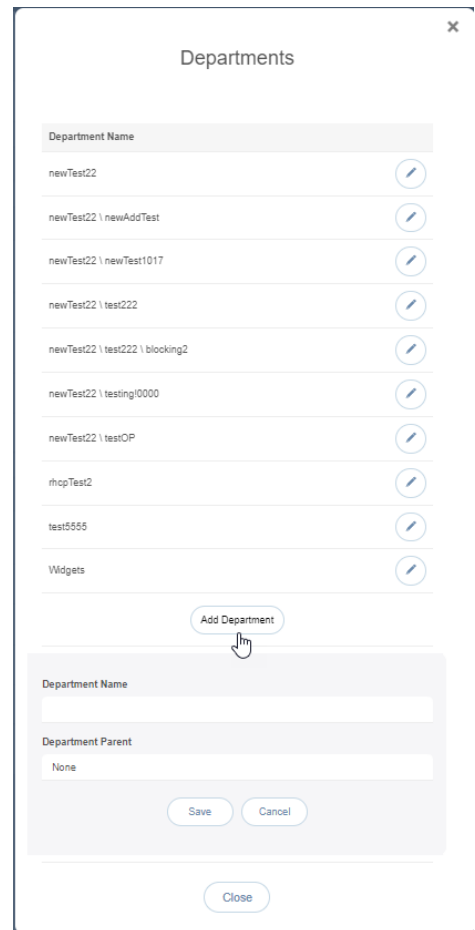 Departments
Department Name
newTest22
newTest22 \ newAddTest
newTest22 \ newTest1017
newTest22 \ test222
newTest22 \ test222 \ blocking2
newTest22 \ testing!0000
newTest22 \ testOP
rhcpTest2
test5555
Widgets
Add Department
Department Name
Department Parent
None
Save Cancel
Close